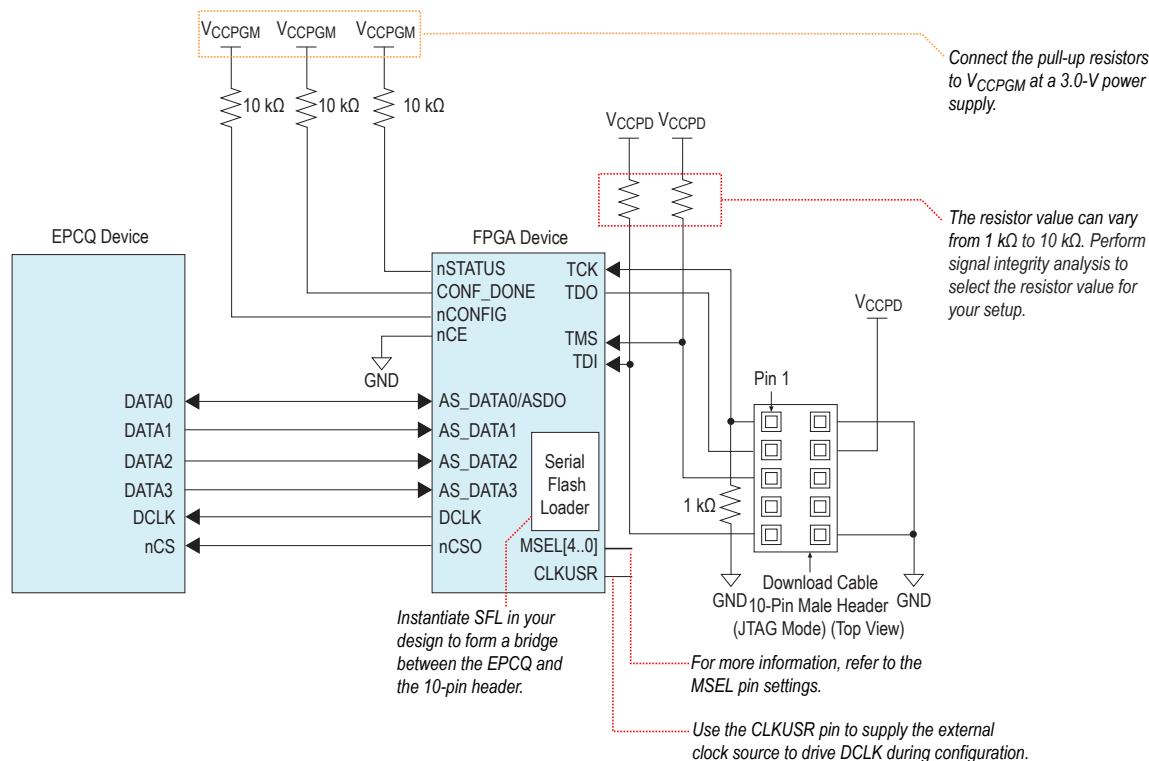 VCCPGM VCCPGM VCCPGM
Connect the pull-up resistors
to VCCPGM at a 3.0-V power
supply.
10 kΩ 10 kΩ 10 kΩ
VCCPD VCCPD
The resistor value can vary
from 1 kΩ to 10 kΩ. Perform
signal integrity analysis to
select the resistor value for
your setup.
EPCQ Device
FPGA Device
nSTATUS
CONF_DONE
nCONFIG
nCE
GND
TCK
TDO
TMS
TDI
VCCPD
Pin 1
DATA0
DATA1
DATA2
DATA3
DCLK
nCS
AS_DATA0/ASDO
AS_DATA1
AS_DATA2
AS_DATA3
DCLK
nCSO
Serial
Flash
Loader
MSEL[4..0]
CLKUSR
1 kΩ
GND
GND
Download Cable
10-Pin Male Header
(JTAG Mode) (Top View)
Instantiate SFL in your
design to form a bridge
between the EPCQ and
the 10-pin header.
For more information, refer to the
MSEL pin settings.
Use the CLKUSR pin to supply the external
clock source to drive DCLK during configuration.